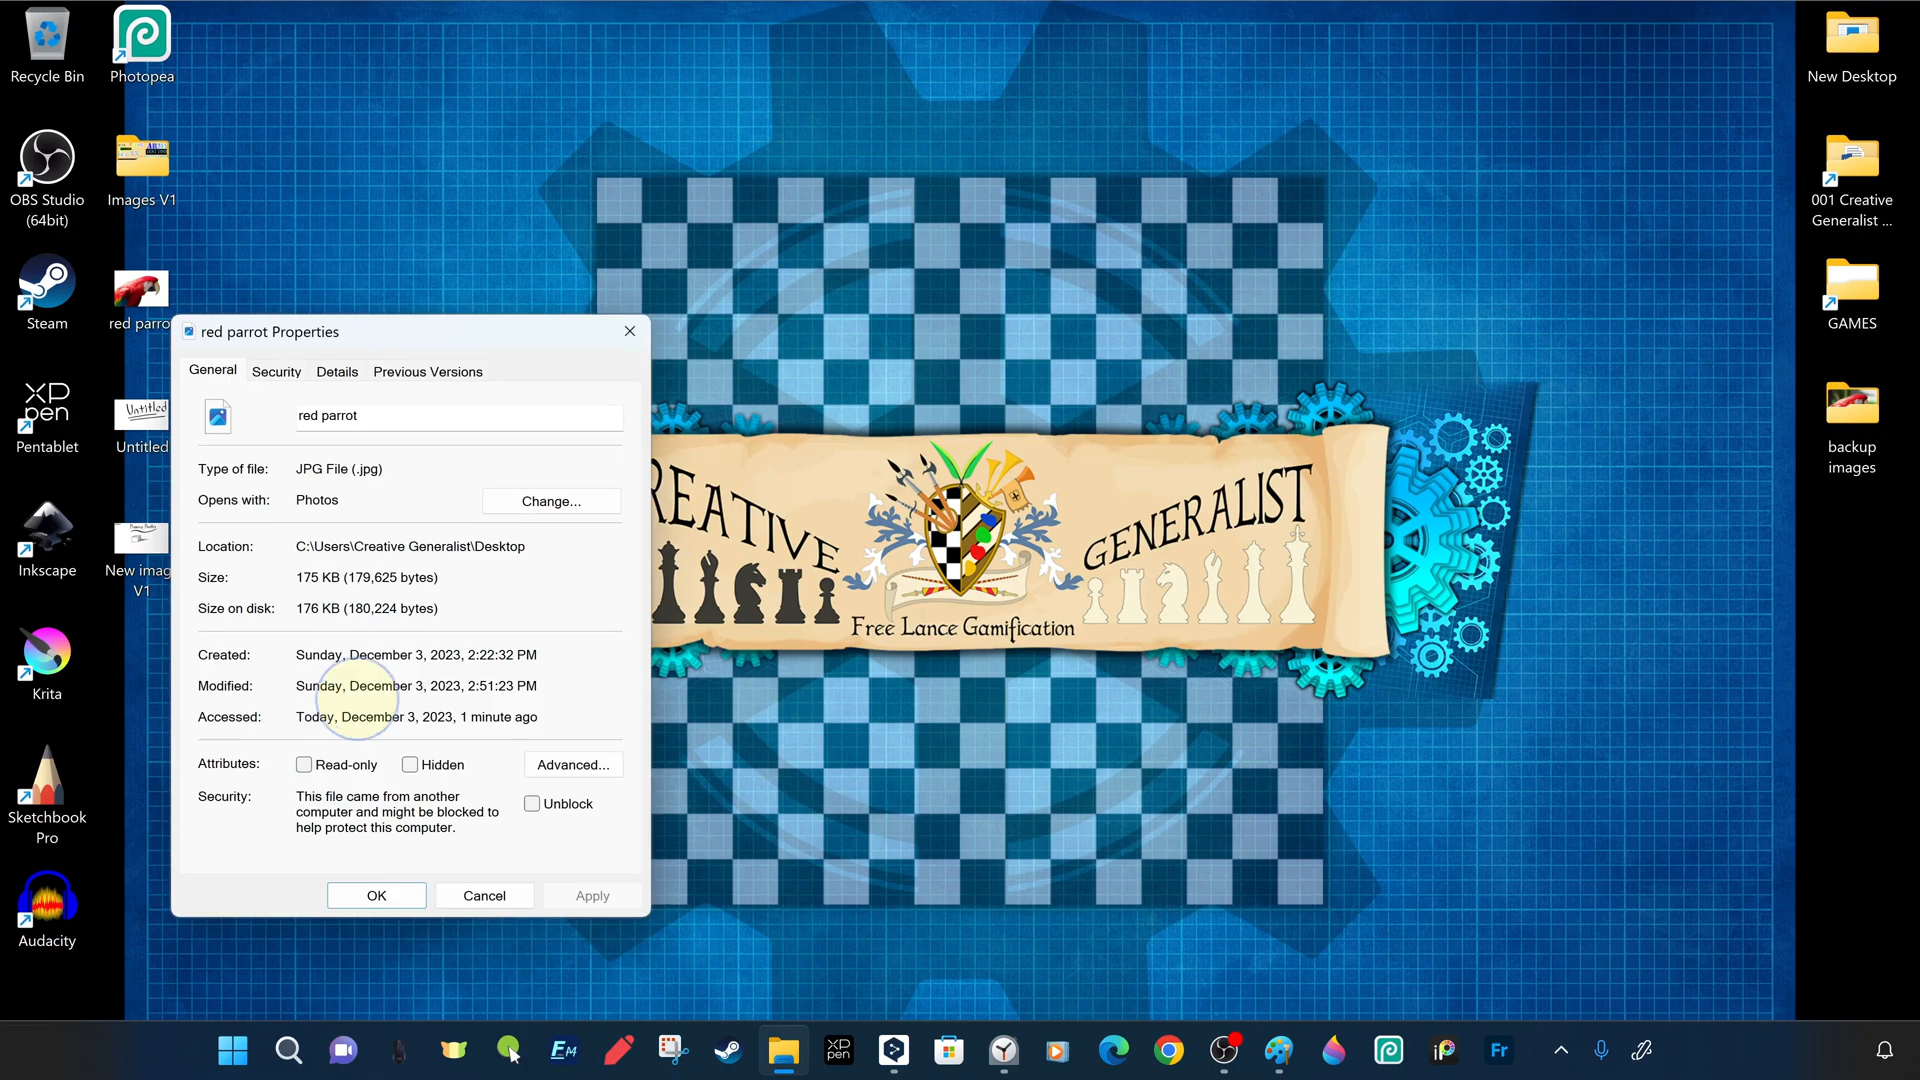 Recycle Bin
Photopea
OBS Studio
(64bit)
Images V1
Steam
red parro
XP
pen
Pentablet
Untitled
Untitled
Inkscape
New imag
V1
Krita
Sketchbook
Pro
Audacity
red parrot Properties
General
Security
Details
Previous Versions
red parrot
Type of file:
JPG File (.jpg)
Opens with:
Photos
Change...
Location:
C:\Users\Creative Generalist\Desktop
Size:
175 KB (179,625 bytes)
Size on disk:
176 KB (180,224 bytes)
Created:
Sunday, December 3, 2023, 2:22:32 PM
Modified:
Sunday, December 3, 2023, 2:51:23 PM
Accessed:
Today, December 3, 2023, 1 minute ago
Attributes:
Read-only
Hidden
Advanced...
Security:
This file came from another
computer and might be blocked to
help protect this computer.
Unblock
OK
Cancel
Apply
REATIVE
GENERALIST
Free Lance Gamification
New Desktop
001 Creative
Generalist ...
GAMES
backup
images
FM
XP
pen
iP
Fr